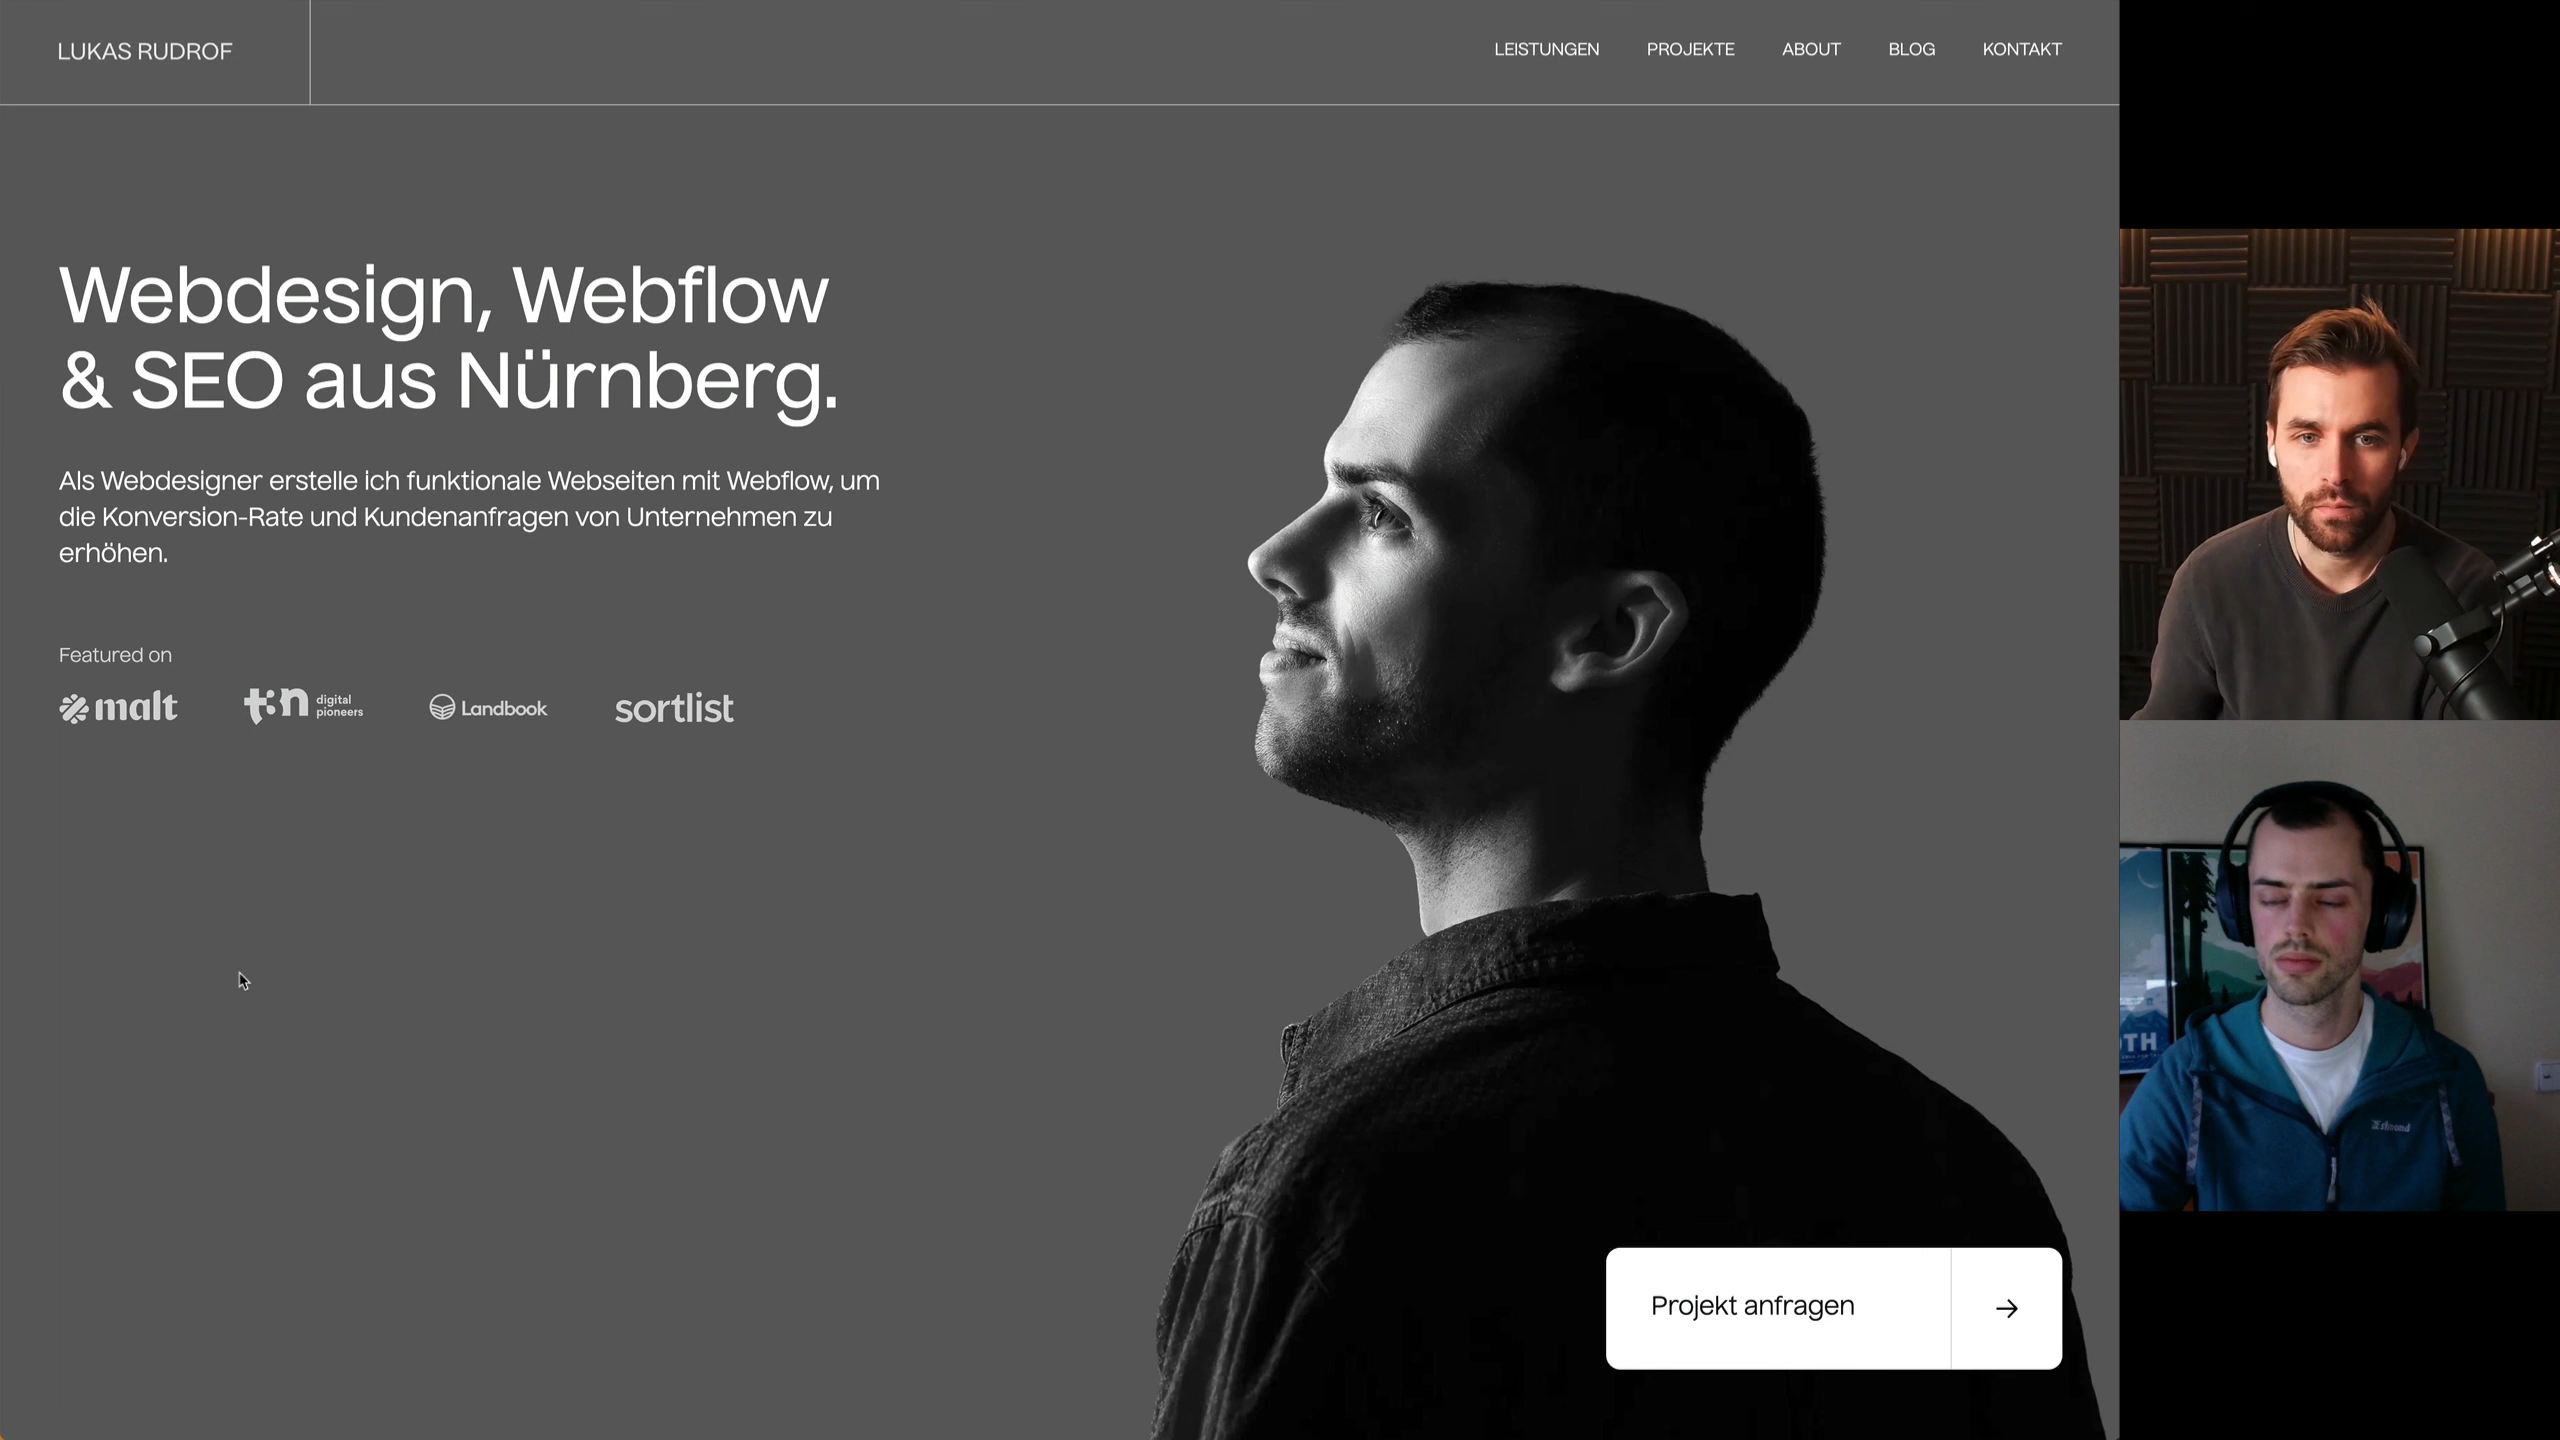 LUKAS RUDROF
LEISTUNGEN
PROJEKTE
ABOUT
BLOG
KONTAKT
Webdesign, Webflow
& SEO aus Nürnberg.
Als Webdesigner erstelle ich funktionale Webseiten mit Webflow, um
die Konversion-Rate und Kundenanfragen von Unternehmen zu
erhöhen.
Featured on
malt
t3n digital
pioneers
Landbook
sortlist
Projekt anfragen